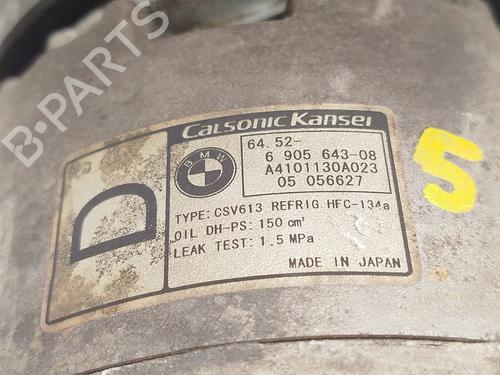 Calsonic Kansei
BMW
64.52-
6 905 643-08
A4101130A023
05 056627
D
TYPE: CSV613 REFRIG. HFC-134a
OIL DH-PS: 150 cm³
LEAK TEST: 1.5 MPa
MADE IN JAPAN
5
B-PARTS